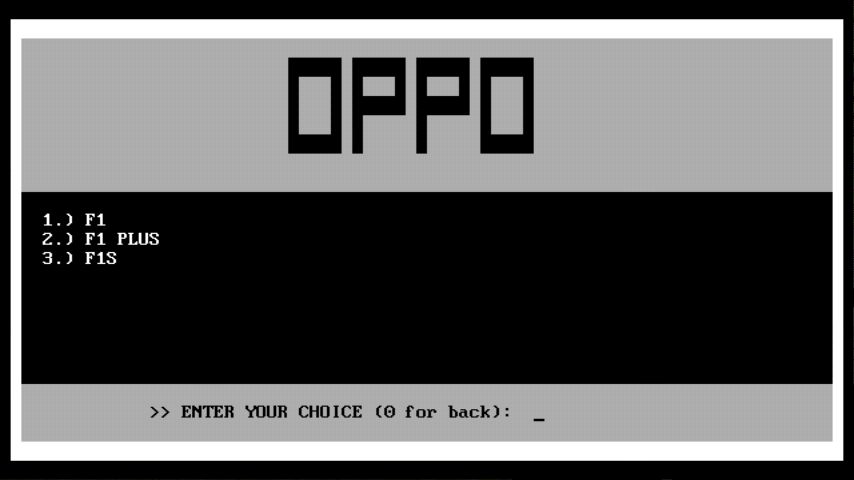 OPPO
1.) F1
2.) F1 PLUS
3.) F1S
>> ENTER YOUR CHOICE (0 for back): _